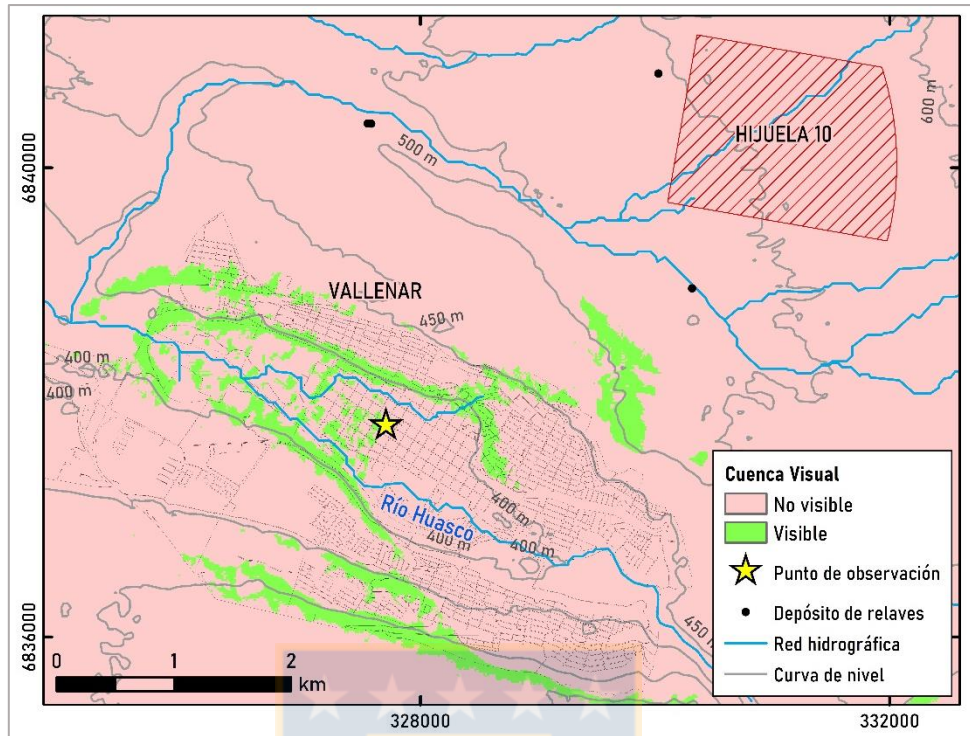 600 m
HIJUELA 10
500 m
6840000
VALLENAR
450 m
400 m
400 m
Río Huasco
400 m
400 m
400 m
450 m
6836000
0 1 2
km
328000
332000
Cuenca Visual
No visible
Visible
Punto de observación
Depósito de relaves
Red hidrográfica
Curva de nivel